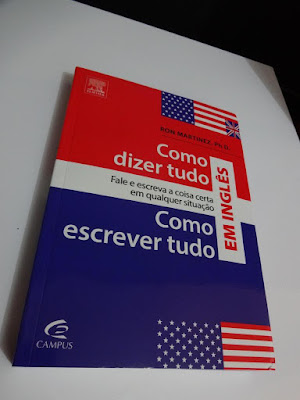 RON MARTINEZ, Ph.D.
Como
dizer tudo
Fale e escreva a coisa certa
em qualquer situação
Como
escrever tudo
EM INGLÊS
CAMPUS